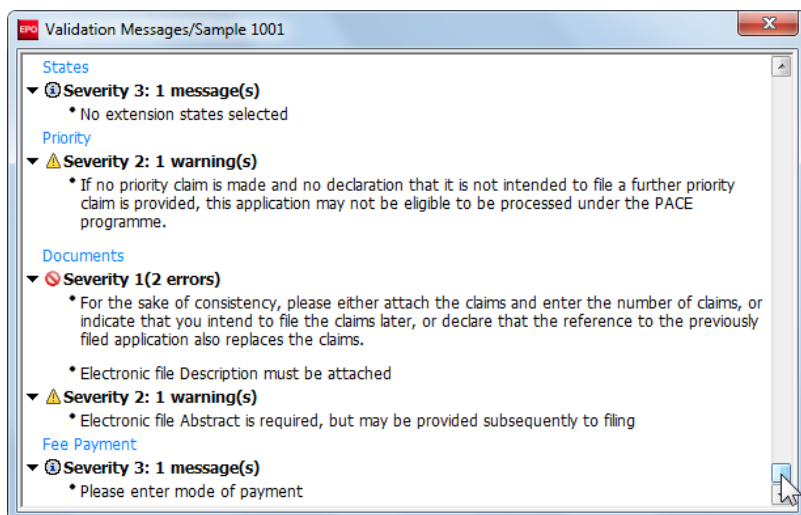 EPO Validation Messages/Sample 1001
States
Severity 3: 1 message(s)
• No extension states selected
Priority
Severity 2: 1 warning(s)
• If no priority claim is made and no declaration that it is not intended to file a further priority
claim is provided, this application may not be eligible to be processed under the PACE
programme.
Documents
Severity 1(2 errors)
• For the sake of consistency, please either attach the claims and enter the number of claims, or
indicate that you intend to file the claims later, or declare that the reference to the previously
filed application also replaces the claims.
• Electronic file Description must be attached
Severity 2: 1 warning(s)
• Electronic file Abstract is required, but may be provided subsequently to filing
Fee Payment
Severity 3: 1 message(s)
• Please enter mode of payment